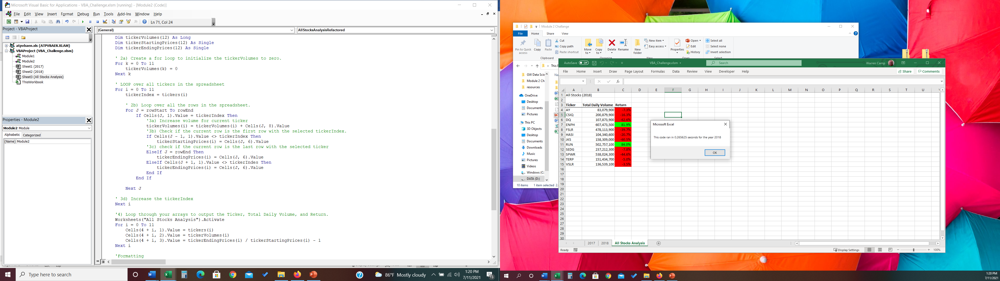 Microsoft Visual Basic for Applications - VBA_Challenge.xlsm [running] - [Module2 (Code)]
File Edit View Insert Format Debug Run Tools Add-Ins Window Help
Ln 71, Col 24
Project - VBAProject
atpvbaen.xls (ATPVBAEN.XLAM)
VBAProject (VBA_Challenge.xlsm)
Module1
Module2
Sheet1 (2017)
Sheet2 (2018)
Sheet3 (All Stocks Analysis)
ThisWorkbook
Properties - Module2
Module2 Module
Alphabetic Categorized
(Name) Module2
(General) AllStocksAnalysisRefactored
Dim tickerVolumes(12) As Long
Dim tickerStartingPrices(12) As Single
Dim tickerEndingPrices(12) As Single
' 2a) Create a for loop to initialize the tickerVolumes to zero.
For k = 0 To 11
tickerVolumes(k) = 0
Next k
' LOOP over all tickers in the spreadsheet
For i = 0 To 11
tickerIndex = tickers(i)
' 2b) Loop over all the rows in the spreadsheet.
For J = rowStart To rowEnd
If Cells(J, 1).Value = tickerIndex Then
'3a) Increase volume for current ticker
tickerVolumes(i) = tickerVolumes(i) + Cells(J, 8).Value
'3b) Check if the current row is the first row with the selected tickerIndex.
If Cells(J - 1, 1).Value <> tickerIndex Then
tickerStartingPrices(i) = Cells(J, 6).Value
'3c) check if the current row is the last row with the selected ticker
ElseIf J = rowEnd Then
tickerEndingPrices(i) = Cells(J, 6).Value
ElseIf Cells(J + 1, 1).Value <> tickerIndes Then
tickerEndingPrices(i) = Cells(J, 6).Value
End If
End If
Next J
' 3d) Increase the tickerIndex
Next i
'4) Loop through your arrays to output the Ticker, Total Daily Volume, and Return.
Worksheets("All Stocks Analysis").Activate
For i = 0 To 11
Cells(4 + i, 1).Value = tickers(i)
Cells(4 + i, 2).Value = tickerVolumes(i)
Cells(4 + i, 3).Value = tickerEndingPrices(i) / tickerStartingPrices(i) - 1
Next i
'Formatting
Type here to search
86°F Mostly cloudy
1:20 PM
7/11/2021
13
Module 2 Challange
File Home Share View
Pin to Quick access
Copy
Paste
Cut
Copy path
Paste shortcut
Clipboard
Move to
Copy to
Delete
Rename
New folder
New item
Easy access
Properties
Open
Edit
History
Select all
Select none
Invert selection
This P
GW Data Scie
Module 2 Ch
resources
OneDrive
Desktop
Documents
Pictures
This PC
3D Objects
Desktop
Documents
Downloads
Music
Pictures
Videos
Windows (C:
DATA (D:)
10 items 1 item selected 2.
AutoSave Off VBA_Challenge.xlsm Search Warren Camp
File Home Insert Draw Page Layout Formulas Data Review View Developer Help Share Comments
A B C D E F G H I J K L M N O P Q R S T U
1 All Stocks (2018)
2
3 Ticker Total Daily Volume Return
4 AY 83,079,900 -7.3%
5 CSIQ 200,879,900 -16.3%
6 DQ 107,873,900 -62.6%
7 ENPH 607,473,500 81.9%
8 FSLR 478,113,900 -39.7%
9 HASI 104,340,600 -20.7%
10 JKS 158,309,000 -60.5%
11 RUN 502,757,100 84.0%
12 SEDG 237,212,300 -7.8%
13 SPWR 538,024,300 -44.6%
14 TERP 151,434,700 -5.0%
15 VSLR 136,539,100 -3.5%
16
17
18
19
20
21
22
23
24
25
26
27
28
29
30
Microsoft Excel
This code ran in 0.265625 seconds for the year 2018
OK
2017 2018 All Stocks Analysis
Ready Display Settings 100%
1:20 PM
7/11/2021